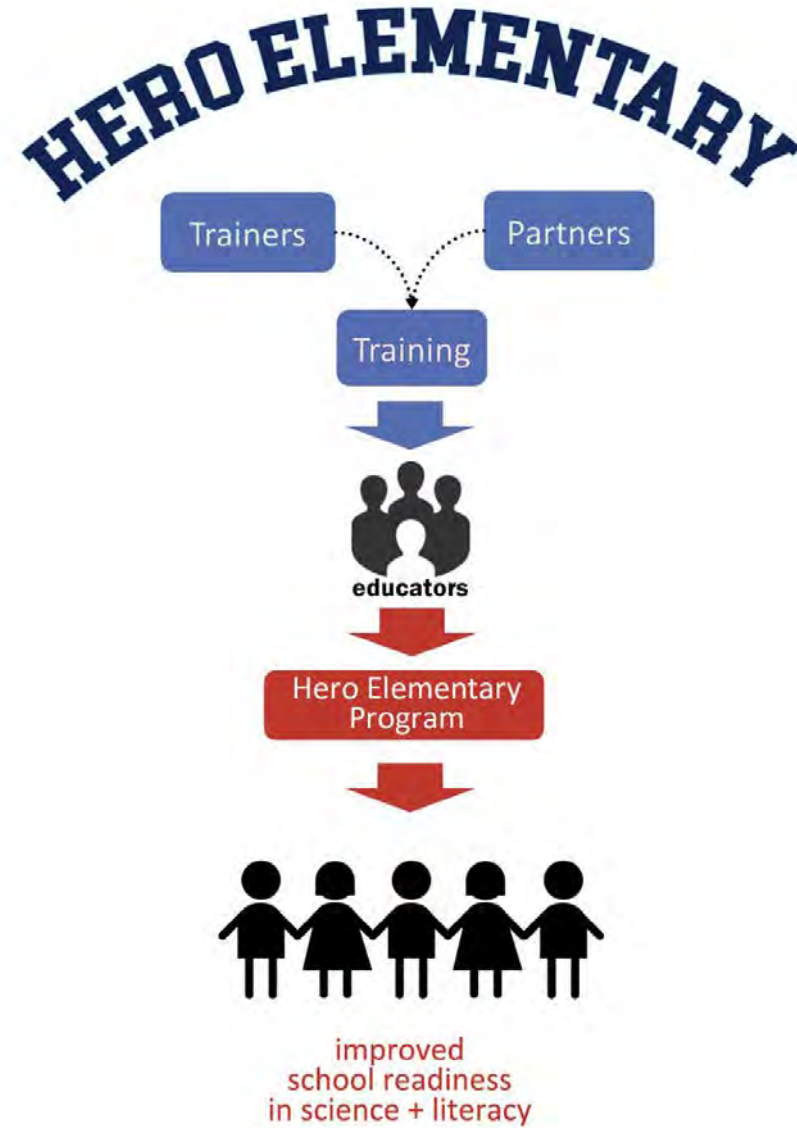 HERO ELEMENTARY
Trainers
Partners
Training
educators
Hero Elementary
Program
improved
school readiness
in science + literacy